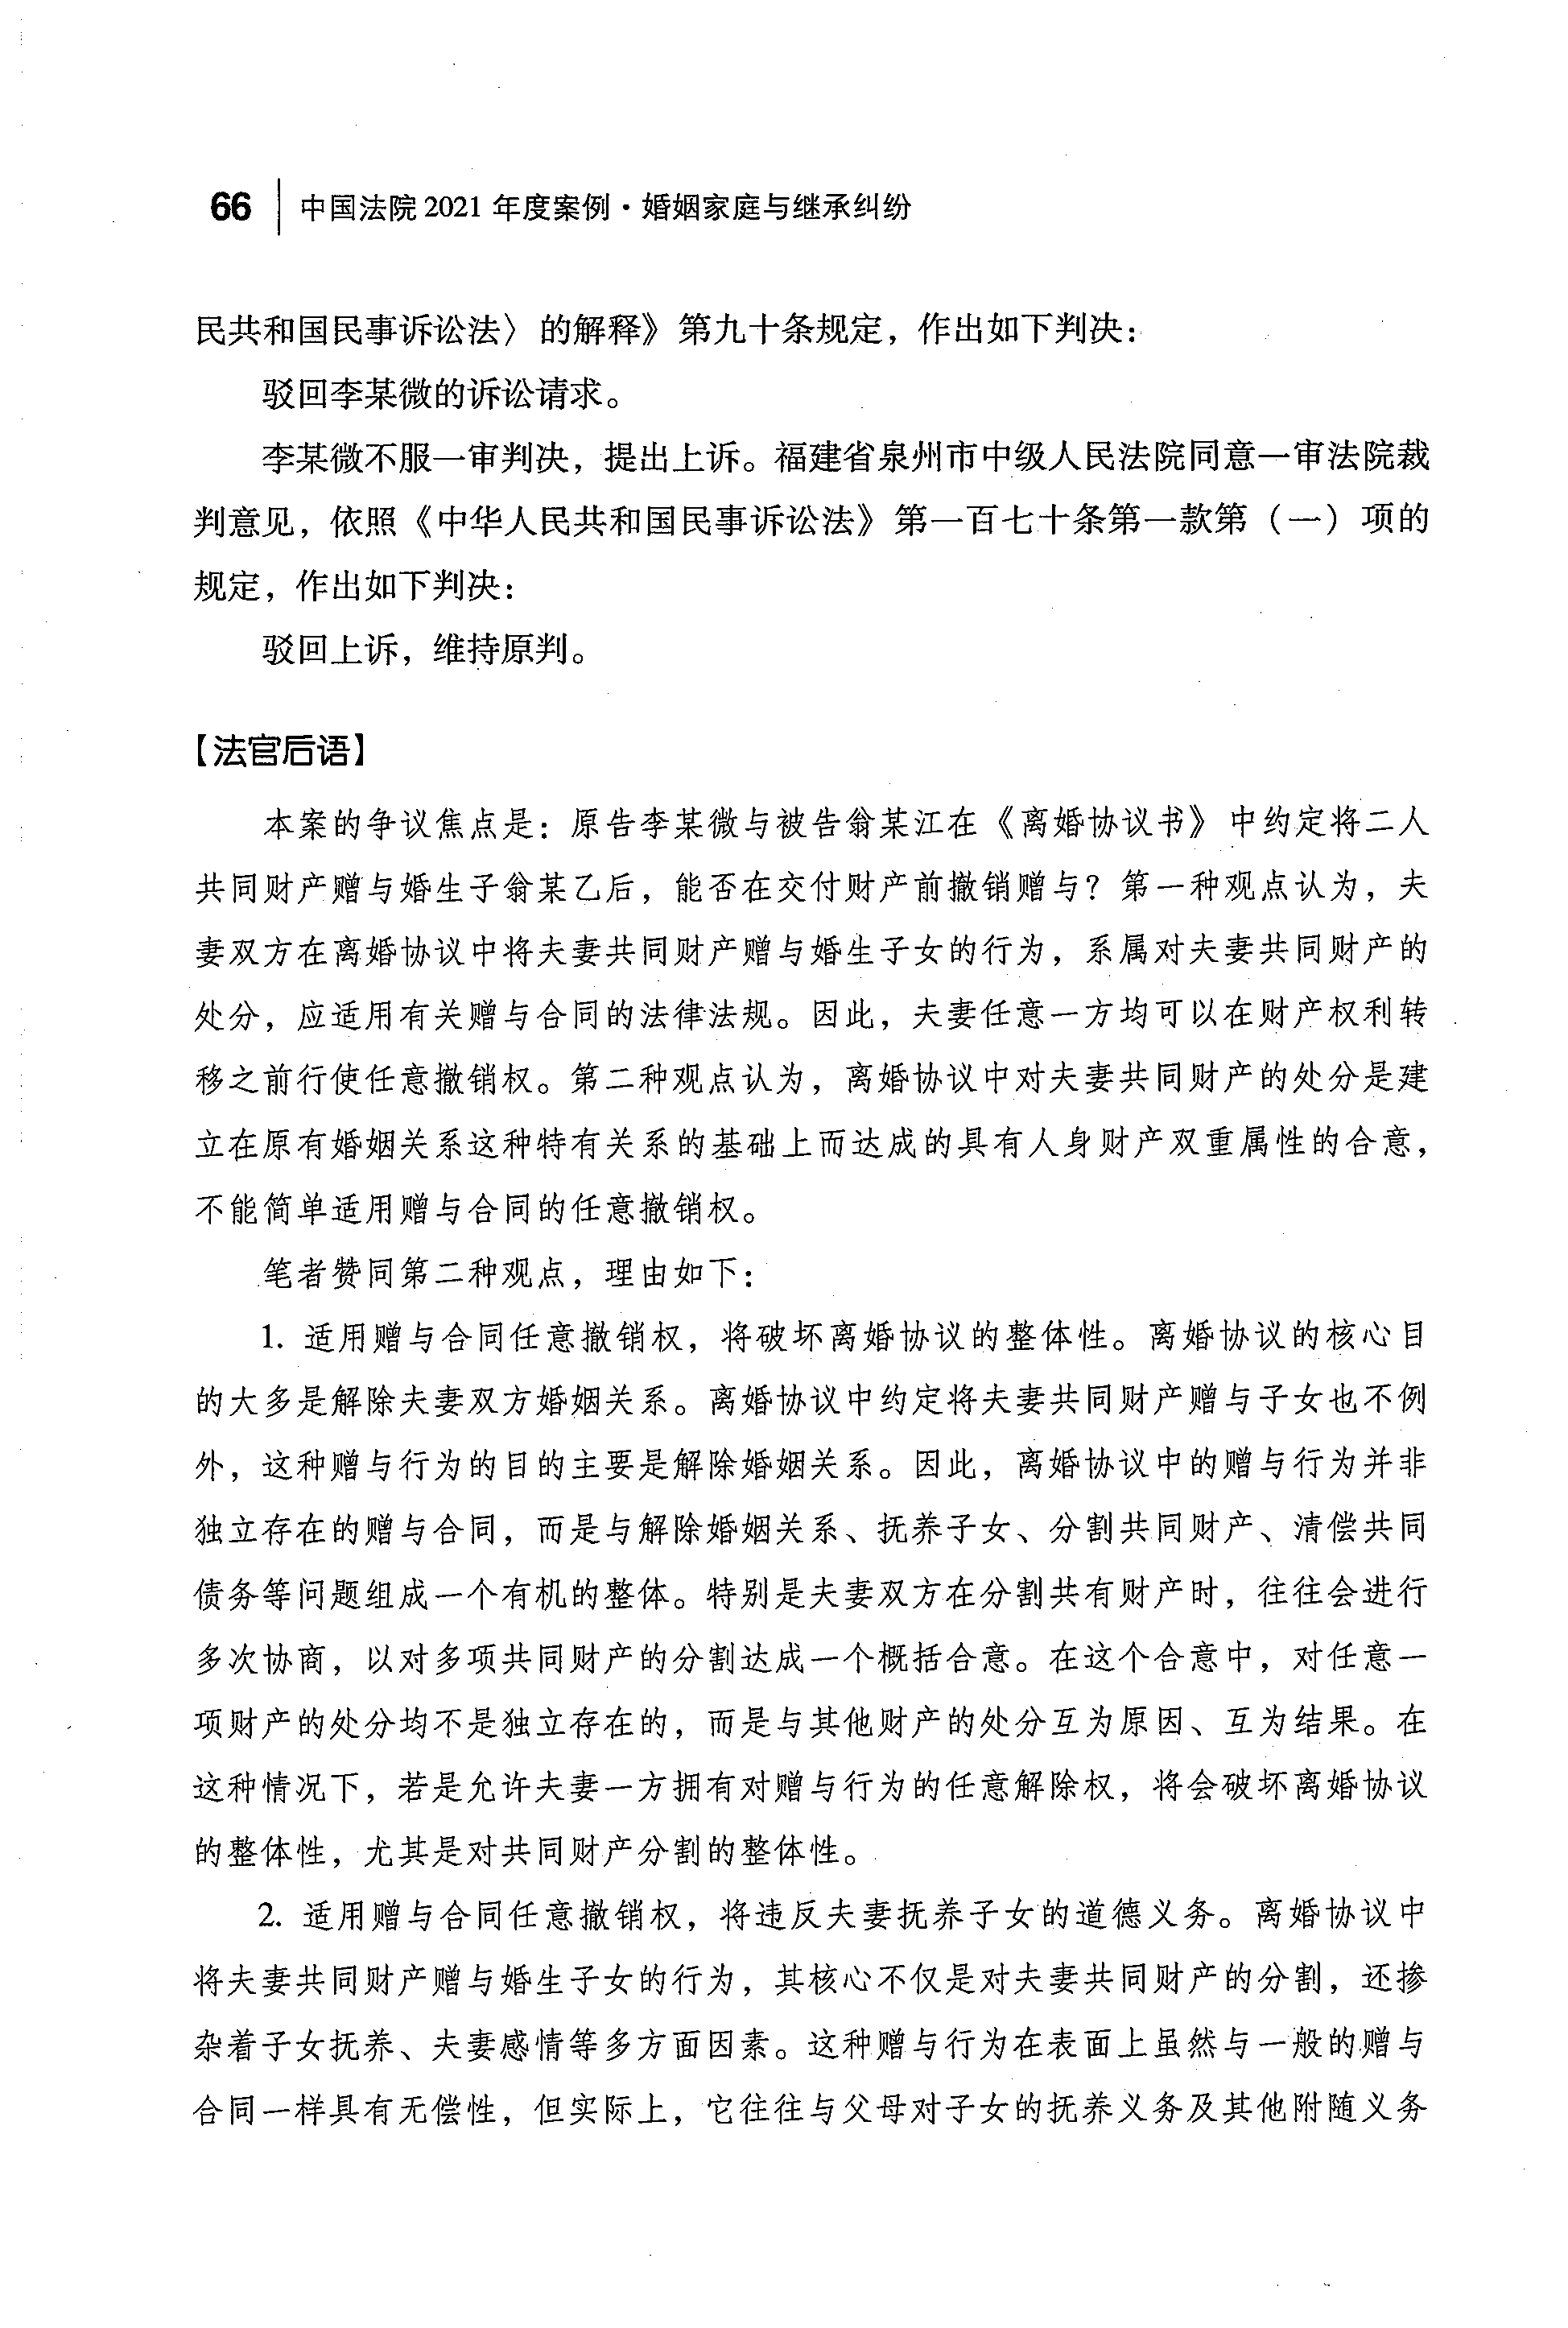 66 中国法院 2021 年度案例·婚姻家庭与继承纠纷
民共和国民事诉讼法〉的解释》第九十条规定，作出如下判决：
驳回李某微的诉讼请求。
李某微不服一审判决，提出上诉。福建省泉州市中级人民法院同意一审法院裁
判意见，依照《中华人民共和国民事诉讼法》第一百七十条第一款第（一）项的
规定，作出如下判决：
驳回上诉，维持原判。
【法官后语】
本案的争议焦点是：原告李某微与被告翁某江在《离婚协议书》中约定将二人
共同财产赠与婚生子翁某乙后，能否在交付财产前撤销赠与？第一种观点认为，夫
妻双方在离婚协议中将夫妻共同财产赠与婚生子女的行为，系属对夫妻共同财产的
处分，应适用有关赠与合同的法律法规。因此，夫妻任意一方均可以在财产权利转
移之前行使任意撤销权。第二种观点认为，离婚协议中对夫妻共同财产的处分是建
立在原有婚姻关系这种特有关系的基础上而达成的具有人身财产双重属性的合意，
不能简单适用赠与合同的任意撤销权。
笔者赞同第二种观点，理由如下：
1. 适用赠与合同任意撤销权，将破坏离婚协议的整体性。离婚协议的核心目
的大多是解除夫妻双方婚姻关系。离婚协议中约定将夫妻共同财产赠与子女也不例
外，这种赠与行为的目的主要是解除婚姻关系。因此，离婚协议中的赠与行为并非
独立存在的赠与合同，而是与解除婚姻关系、抚养子女、分割共同财产、清偿共同
债务等问题组成一个有机的整体。特别是夫妻双方在分割共有财产时，往往会进行
多次协商，以对多项共同财产的分割达成一个概括合意。在这个合意中，对任意一
项财产的处分均不是独立存在的，而是与其他财产的处分互为原因、互为结果。在
这种情况下，若是允许夫妻一方拥有对赠与行为的任意解除权，将会破坏离婚协议
的整体性，尤其是对共同财产分割的整体性。
2. 适用赠与合同任意撤销权，将违反夫妻抚养子女的道德义务。离婚协议中
将夫妻共同财产赠与婚生子女的行为，其核心不仅是对夫妻共同财产的分割，还掺
杂着子女抚养、夫妻感情等多方面因素。这种赠与行为在表面上虽然与一般的赠与
合同一样具有无偿性，但实际上，它往往与父母对子女的抚养义务及其他附随义务